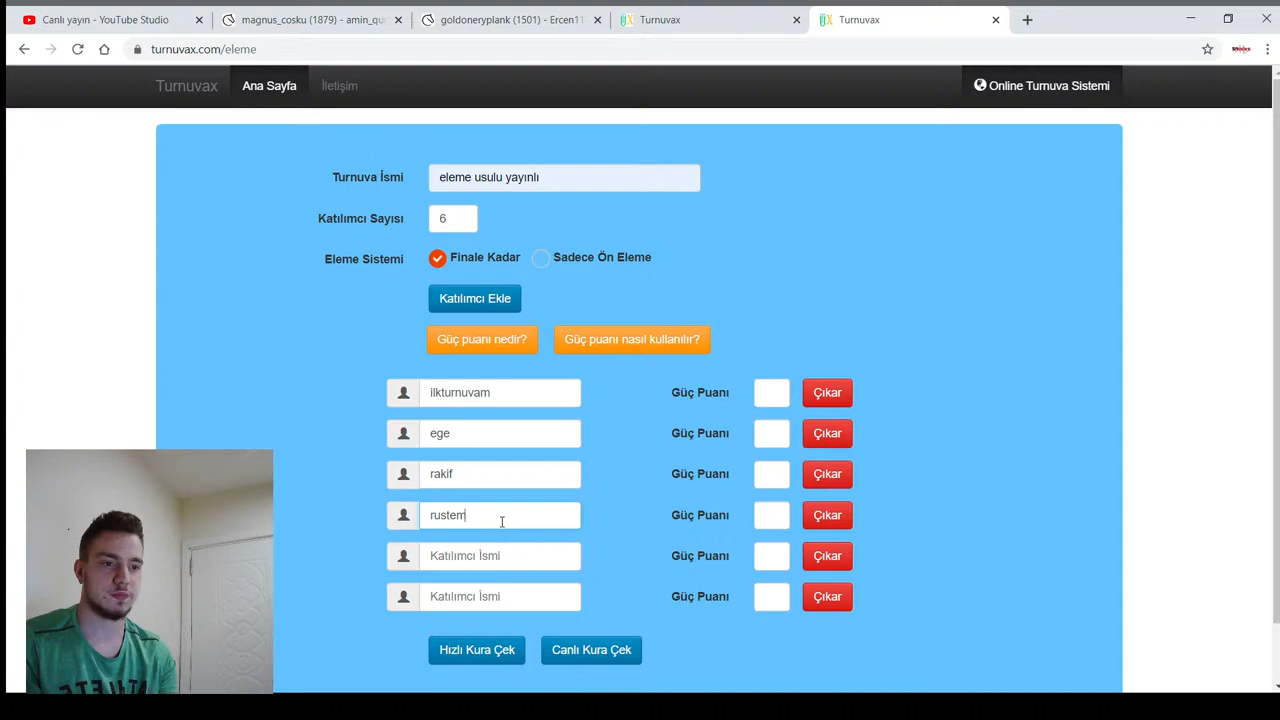 Canlı yayın - YouTube Studio
magnus_cosku (1879) - amin_qur
goldoneryplank (1501) - Ercen11
Turnuvax
Turnuvax
turnuvax.com/eleme
Turnuvax
Ana Sayfa
İletişim
Online Turnuva Sistemi
Turnuva İsmi
eleme usulu yayınlı
Katılımcı Sayısı
6
Eleme Sistemi
Finale Kadar
Sadece Ön Eleme
Katılımcı Ekle
Güç puanı nedir?
Güç puanı nasıl kullanılır?
ilkturnuvam
Güç Puanı
Çıkar
ege
Güç Puanı
Çıkar
rakif
Güç Puanı
Çıkar
rustem
Güç Puanı
Çıkar
Katılımcı İsmi
Güç Puanı
Çıkar
Katılımcı İsmi
Güç Puanı
Çıkar
Hızlı Kura Çek
Canlı Kura Çek